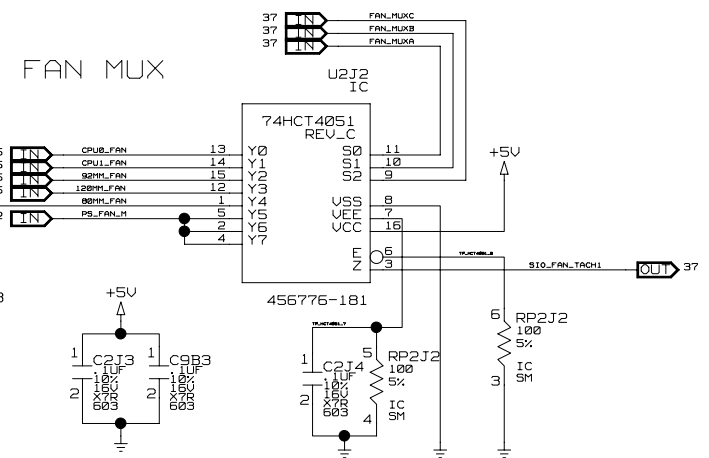 37 IN FAN_MUXC
37 IN FAN_MUXB
37 IN FAN_MUXA
FAN MUX
U2J2
IC
74HCT4051
REV_C
IN CPU0_FAN 13 Y0 S0 11
IN CPU1_FAN 14 Y1 S1 10
IN 92MM_FAN 15 Y2 S2 9
IN 120MM_FAN 12 Y3
80MM_FAN 1 Y4 VSS 8
IN PS_FAN_M 5 Y5 VEE 7
2 Y6 VCC 16
4 Y7
+5V
E 6
Z 3 SIO_FAN_TACH1 OUT 37
456776-181
+5V
1 C2J3
.1UF
10%
16V
X7R
603
2
1 C9B3
.1UF
10%
16V
X7R
603
2
1 C2J4
.1UF
10%
16V
X7R
603
2
5 RP2J2
100
5%
IC
SM
4
6 RP2J2
100
5%
IC
SM
3